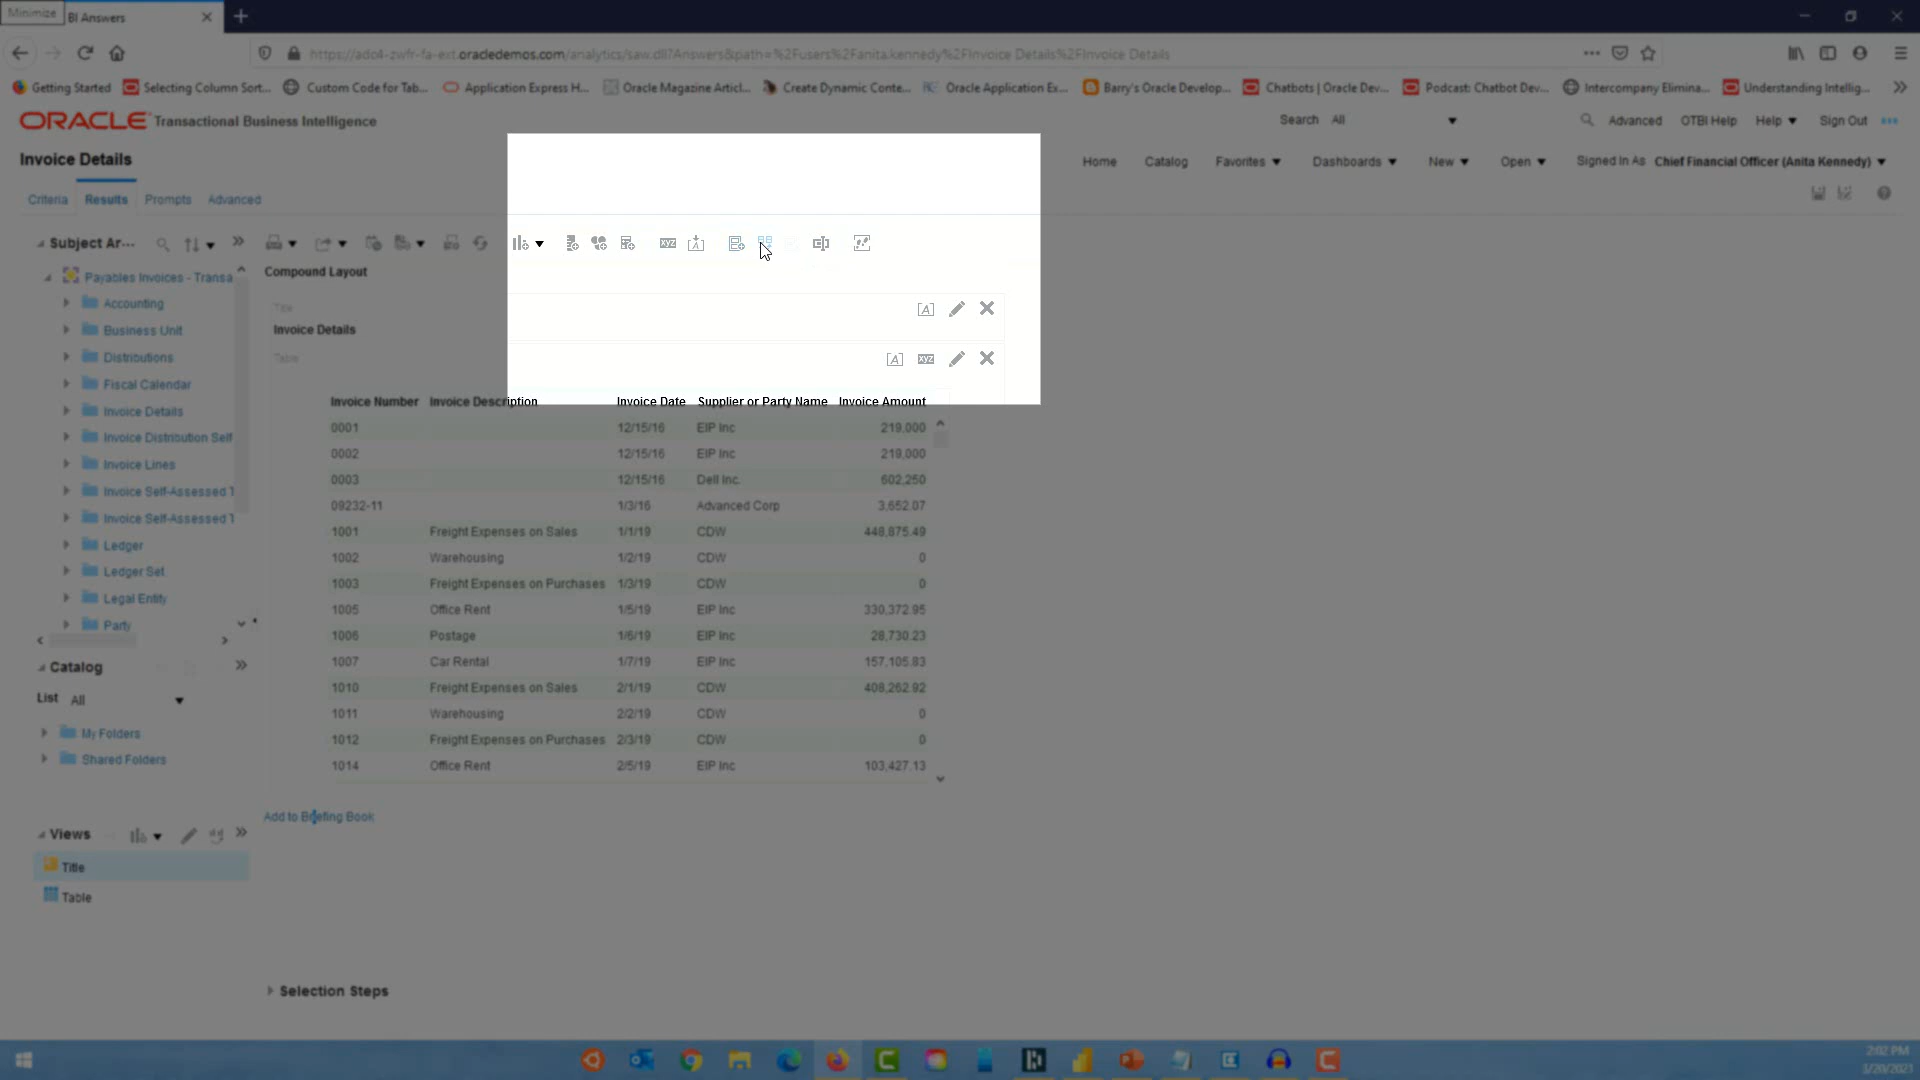 Minimize
BI Answers
https://adc4-zwfr-fa-ext.oracledemos.com/analytics/saw.dll?Answers&path=%2Fusers%2Fanita.kennedy%2FInvoice Details%2FInvoice Details
Getting Started
Selecting Column Sort...
Custom Code for Tab...
Application Express H...
Oracle Magazine Articl...
Create Dynamic Conte...
Oracle Application Ex...
Barry's Oracle Develop...
Chatbots | Oracle Dev...
Podcast: Chatbot Dev...
Intercompany Elimina...
Understanding Intellig...
ORACLE Transactional Business Intelligence
Search All
Advanced
OTBI Help
Help
Sign Out
Invoice Details
Home
Catalog
Favorites
Dashboards
New
Open
Signed In As Chief Financial Officer (Anita Kennedy)
Criteria
Results
Prompts
Advanced
Subject Ar...
Payables Invoices - Transa
Accounting
Business Unit
Distributions
Fiscal Calendar
Invoice Details
Invoice Distribution Self
Invoice Lines
Invoice Self-Assessed T
Invoice Self-Assessed T
Ledger
Ledger Set
Legal Entity
Party
Catalog
List All
My Folders
Shared Folders
Views
Title
Table
xyz
A
Compound Layout
Title
A
Invoice Details
Table
A
xyz
Invoice Number Invoice Description Invoice Date Supplier or Party Name Invoice Amount
0001 12/15/16 EIP Inc 219,000
0002 12/15/16 EIP Inc 219,000
0003 12/15/16 Dell Inc. 602,250
09232-11 1/3/16 Advanced Corp 3,652.07
1001 Freight Expenses on Sales 1/1/19 CDW 448,875.49
1002 Warehousing 1/2/19 CDW 0
1003 Freight Expenses on Purchases 1/3/19 CDW 0
1005 Office Rent 1/5/19 EIP Inc 330,372.95
1006 Postage 1/6/19 EIP Inc 28,730.23
1007 Car Rental 1/7/19 EIP Inc 157,105.83
1010 Freight Expenses on Sales 2/1/19 CDW 408,262.92
1011 Warehousing 2/2/19 CDW 0
1012 Freight Expenses on Purchases 2/3/19 CDW 0
1014 Office Rent 2/5/19 EIP Inc 103,427.13
Add to Briefing Book
Selection Steps
2:02 PM
3/20/2021